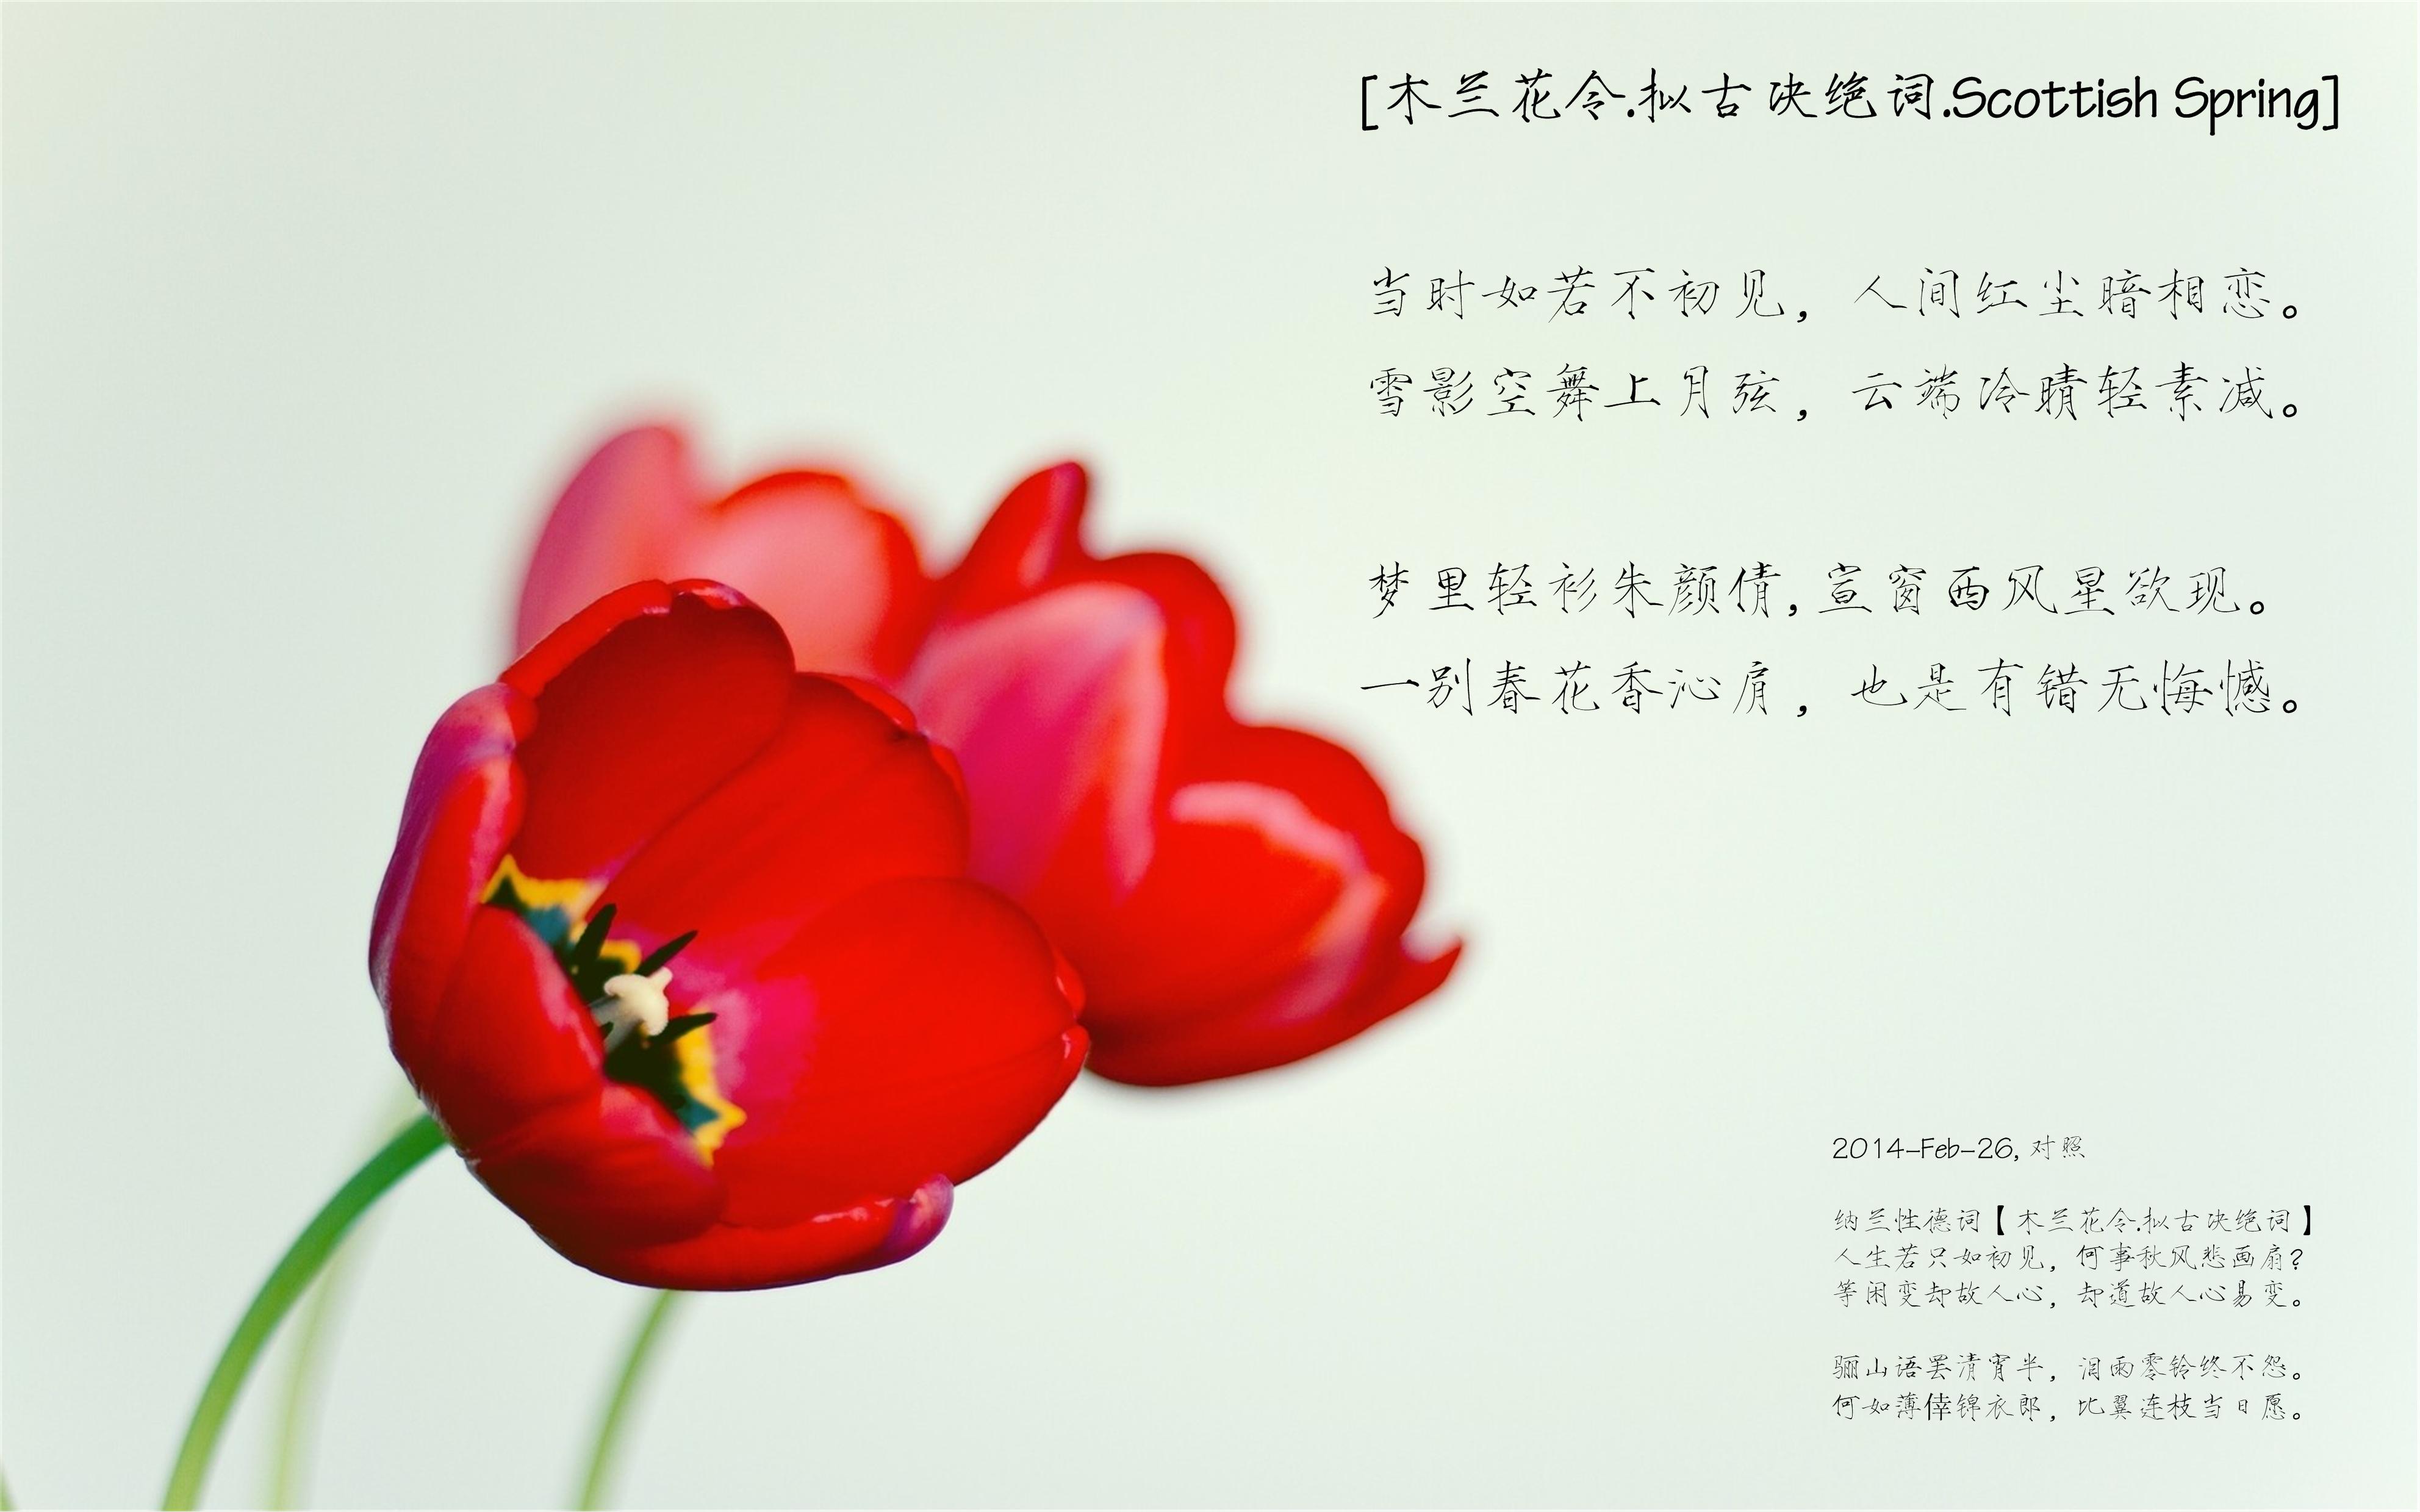 [木兰花令.拟古决绝词.Scottish Spring]
当时如若不初见，人间红尘暗相恋。
雪影空舞上月弦，云端冷晴轻素减。
梦里轻衫朱颜倩,宣窗西风星欲现。
一别春花香沁肩，也是有错无悔憾。
2014-Feb-26, 对照
纳兰性德词【木兰花令.拟古决绝词】
人生若只如初见，何事秋风悲画扇？
等闲变却故人心，却道故人心易变。
骊山语罢清宵半，泪雨零铃终不怨。
何如薄倖锦衣郎，比翼连枝当日愿。